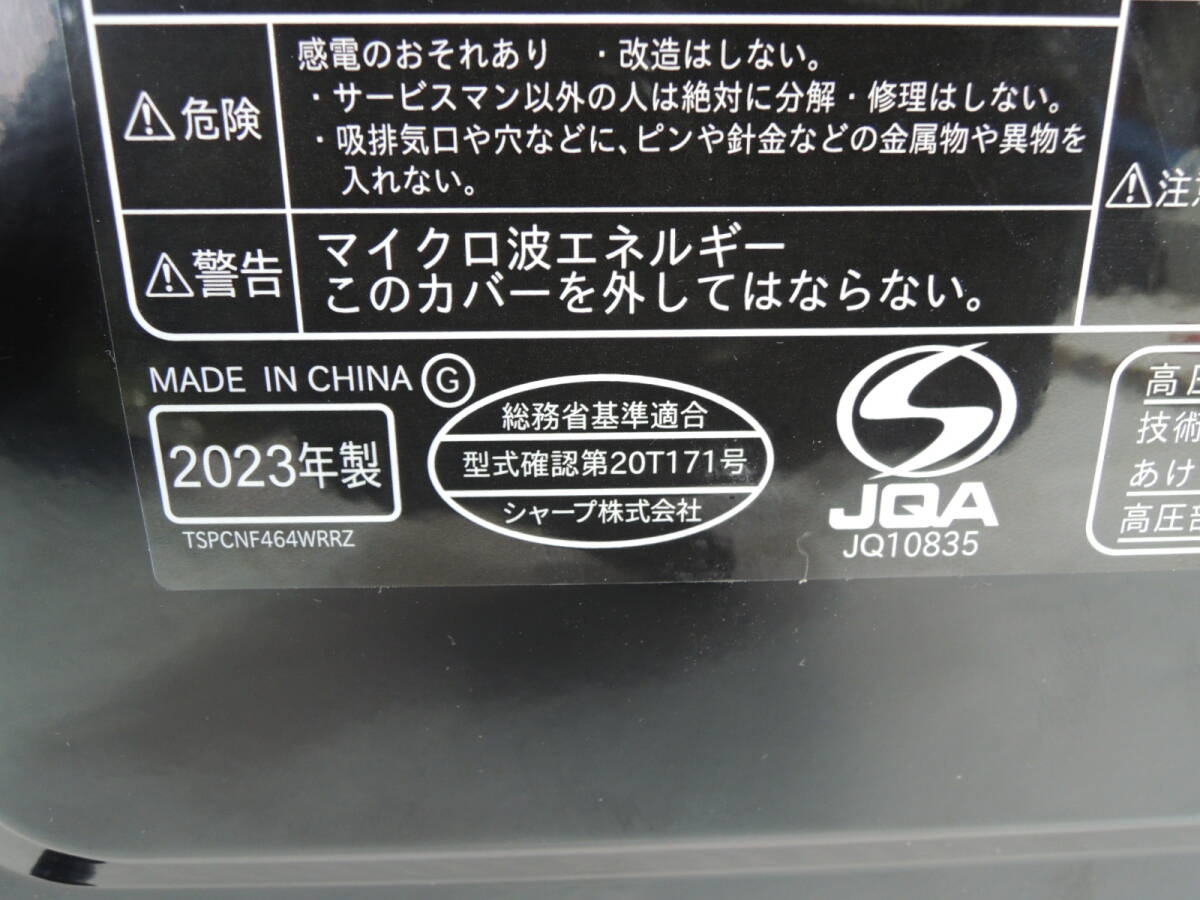 危険
感電のおそれあり ・改造はしない。
・サービスマン以外の人は絶対に分解・修理はしない。
・吸排気口や穴などに、ピンや針金などの金属物や異物を
入れない。
警告
マイクロ波エネルギー
このカバーを外してはならない。
注意
MADE IN CHINA G
2023年製
TSPCNF464WRRZ
総務省基準適合
型式確認第20T171号
シャープ株式会社
JQA
JQ10835
高圧
技術
あけ
高圧部